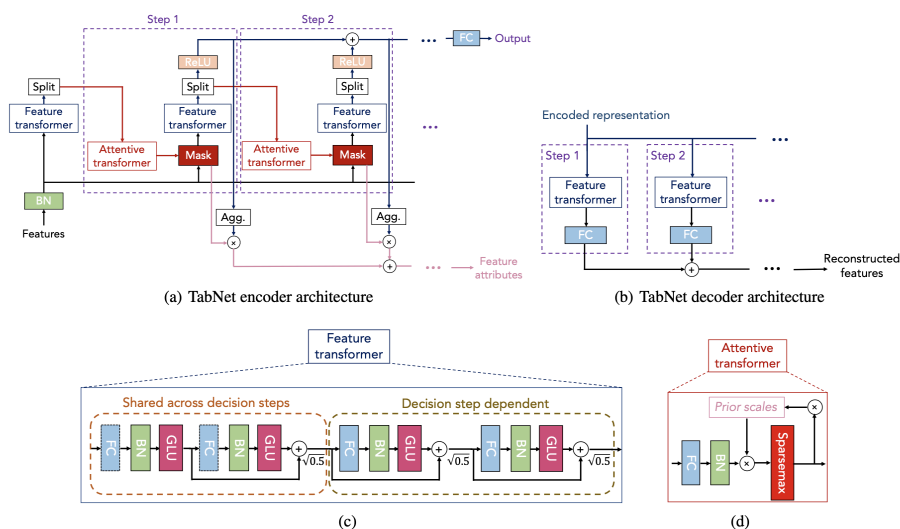 Step 1
Step 2
ReLU
ReLU
FC
Output
Split
Split
Split
Feature
transformer
Feature
transformer
Feature
transformer
Attentive
transformer
Mask
Attentive
transformer
Mask
BN
Features
Agg.
Agg.
Feature
attributes
(a) TabNet encoder architecture
Encoded representation
Step 1
Step 2
Feature
transformer
Feature
transformer
FC
FC
Reconstructed
features
(b) TabNet decoder architecture
Feature
transformer
Shared across decision steps
Decision step dependent
FC
BN
GLU
FC
BN
GLU
√0.5
FC
BN
GLU
√0.5
FC
BN
GLU
√0.5
(c)
Attentive
transformer
Prior scales
FC
BN
Sparsemax
(d)